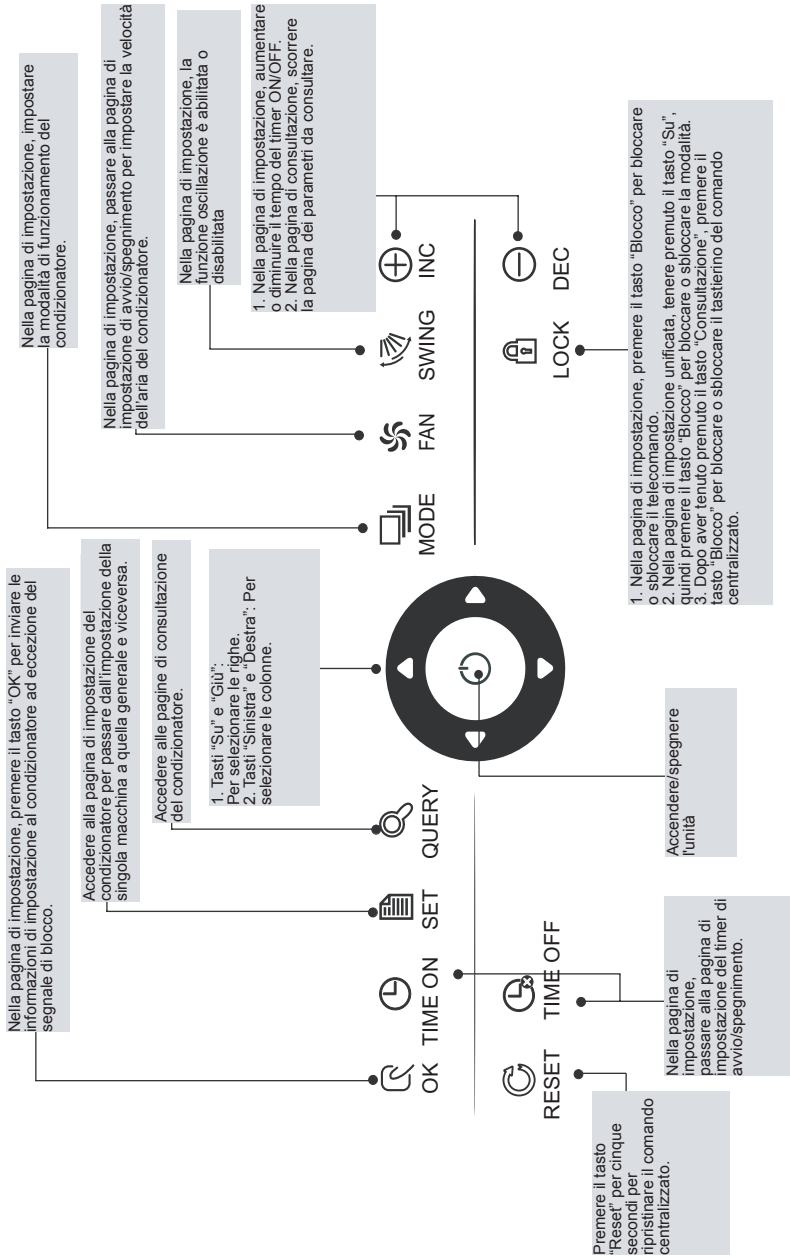 Nella pagina di impostazione, premere il tasto “OK” per inviare le
informazioni di impostazione al condizionatore ad eccezione del
segnale di blocco.
Accedere alla pagina di impostazione del
condizionatore per passare dall'impostazione della
singola macchina a quella generale e viceversa.
Accedere alle pagine di consultazione
del condizionatore.
1. Tasti “Su” e “Giù”:
Per selezionare le righe.
2. Tasti “Sinistra” e “Destra”: Per
selezionare le colonne.
Nella pagina di impostazione, impostare
la modalità di funzionamento del
condizionatore.
Nella pagina di impostazione, passare alla pagina di
impostazione di avvio/spegnimento per impostare la velocità
dell'aria del condizionatore.
Nella pagina di impostazione, la
funzione oscillazione è abilitata o
disabilitata
1. Nella pagina di impostazione, aumentare
o diminuire il tempo del timer ON/OFF.
2. Nella pagina di consultazione, scorrere
la pagina dei parametri da consultare.
OK
TIME ON
SET
QUERY
MODE
FAN
SWING
INC
RESET
TIME OFF
LOCK
DEC
Premere il tasto
“Reset” per cinque
secondi per
ripristinare il comando
centralizzato.
Nella pagina di
impostazione,
passare alla pagina di
impostazione del timer di
avvio/spegnimento.
Accendere/spegnere
l'unità
1. Nella pagina di impostazione, premere il tasto “Blocco” per bloccare
o sbloccare il telecomando.
2. Nella pagina di impostazione unificata, tenere premuto il tasto “Su”,
quindi premere il tasto “Blocco” per bloccare o sbloccare la modalità.
3. Dopo aver tenuto premuto il tasto “Consultazione”, premere il
tasto “Blocco” per bloccare o sbloccare il tastierino del comando
centralizzato.